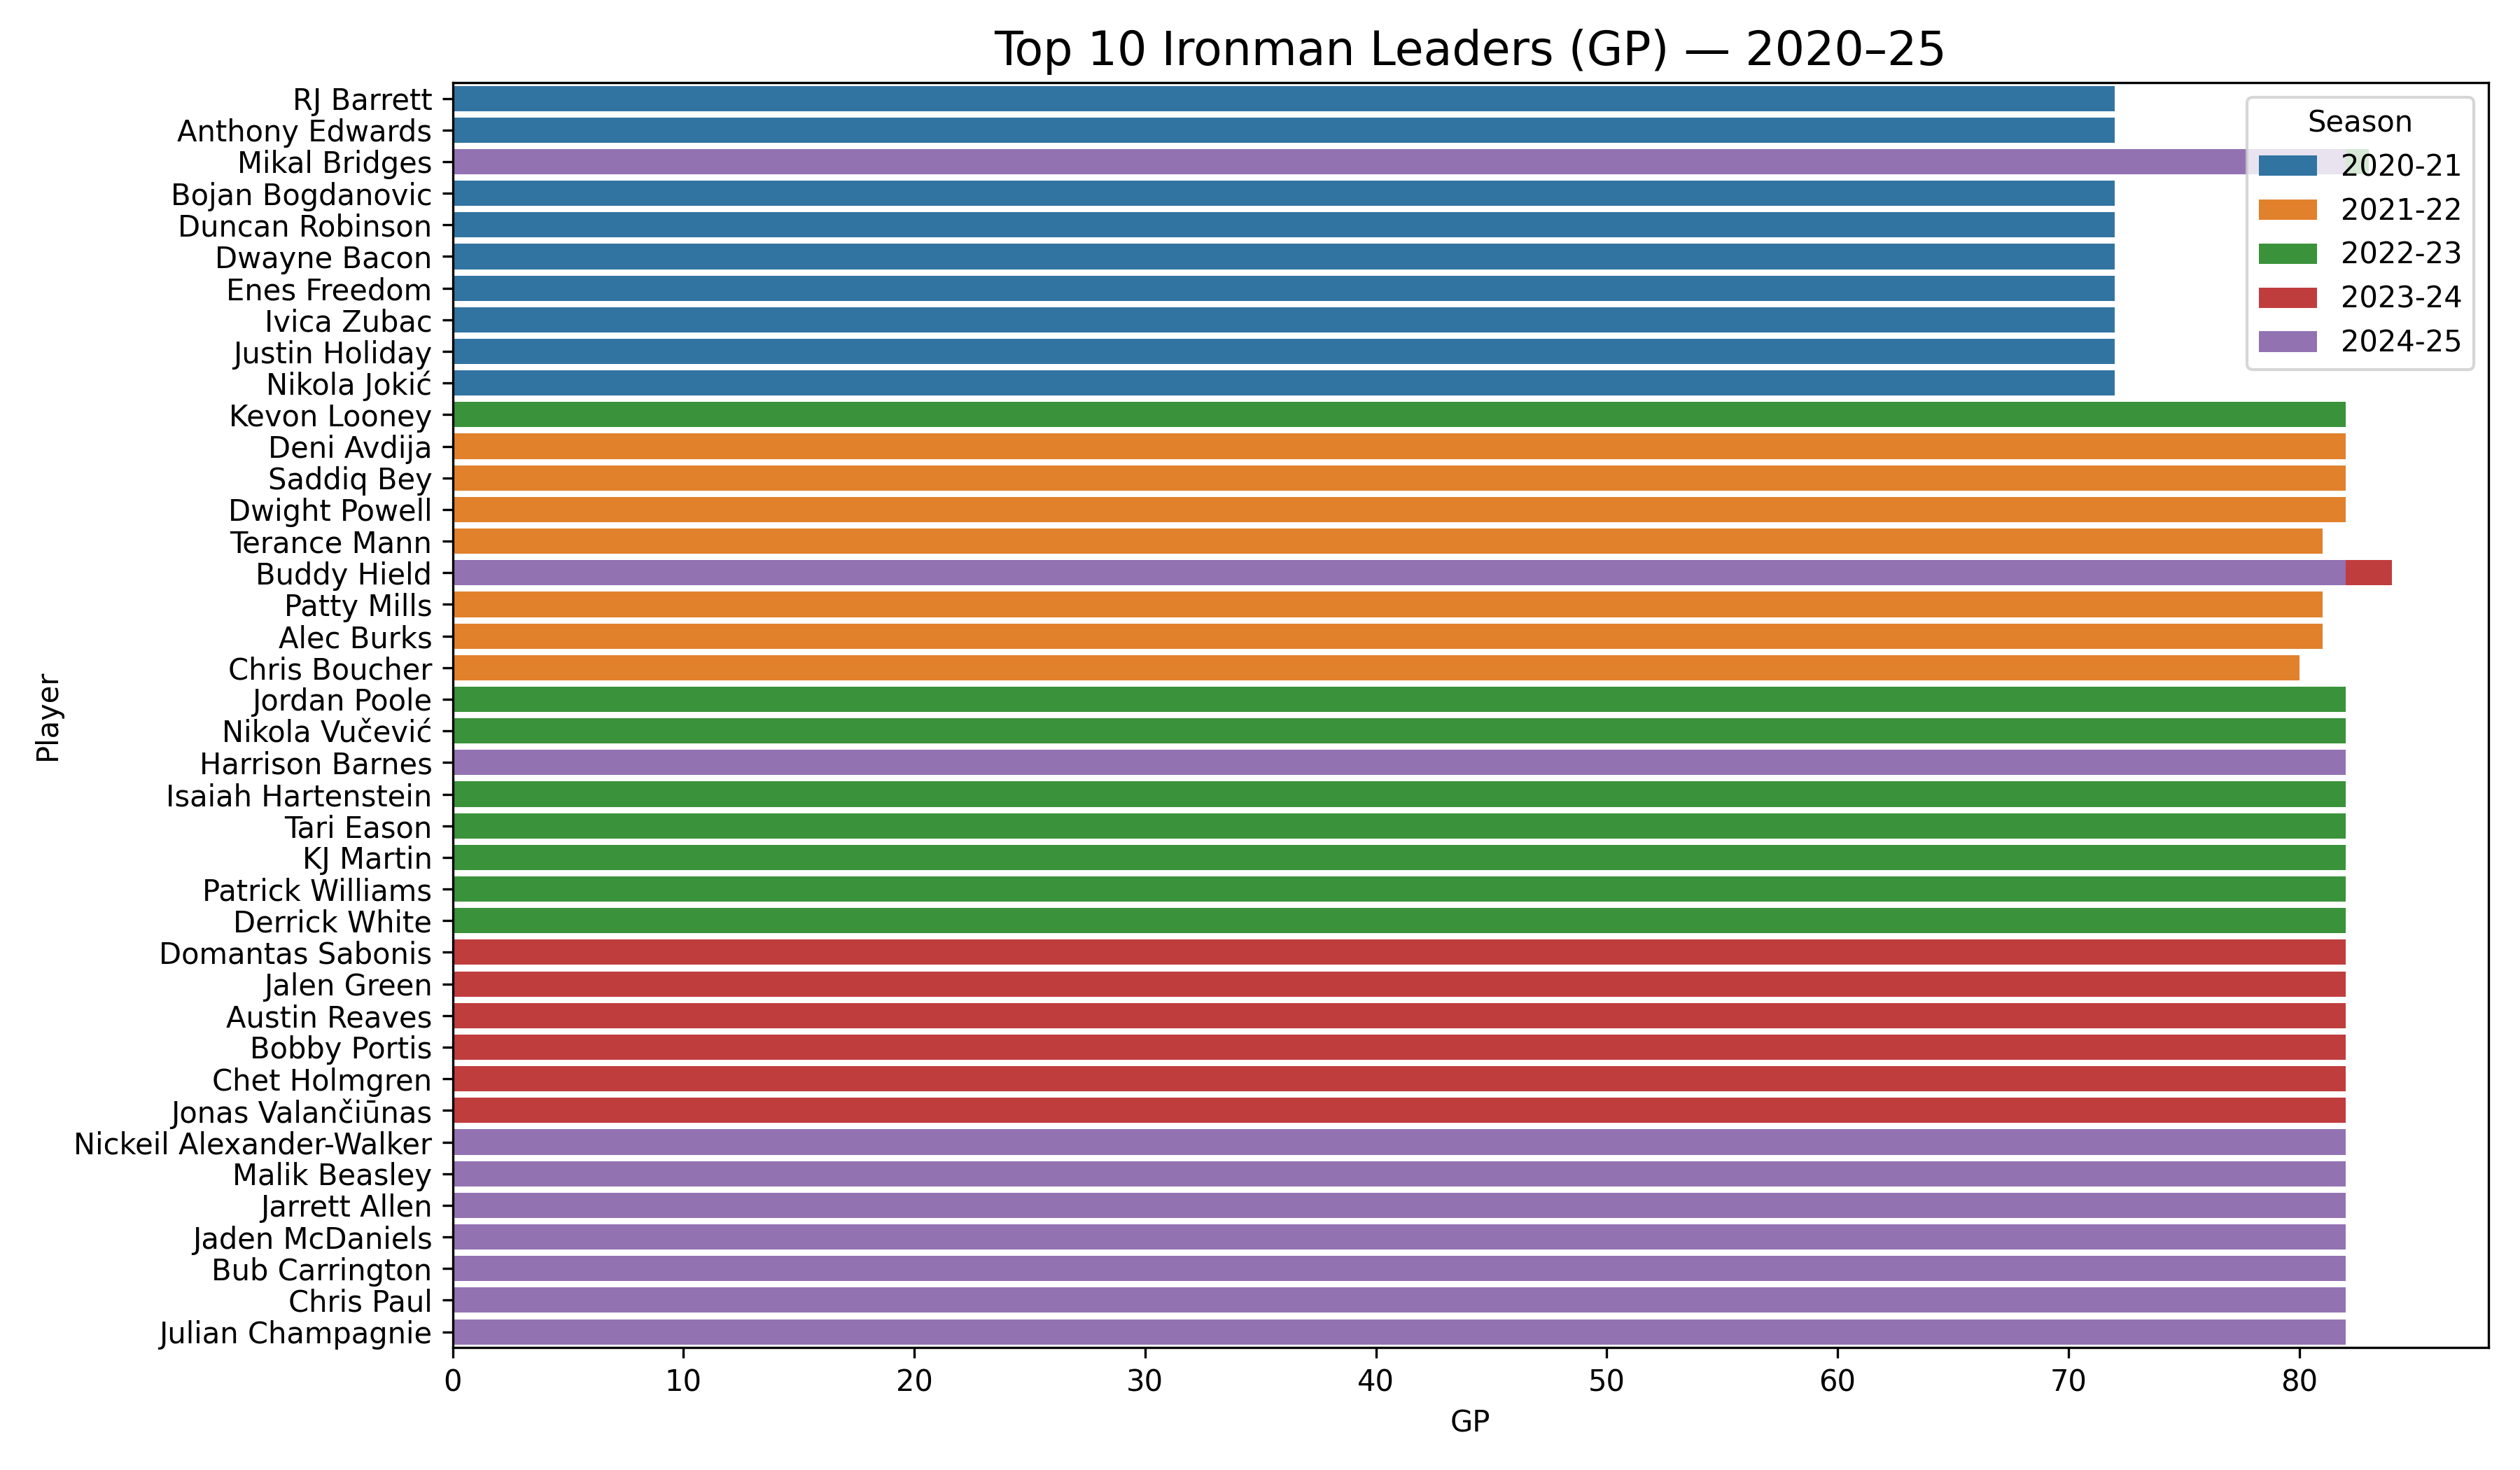 Top 10 Ironman Leaders (GP) — 2020–25
RJ Barrett
Anthony Edwards
Mikal Bridges
Bojan Bogdanovic
Duncan Robinson
Dwayne Bacon
Enes Freedom
Ivica Zubac
Justin Holiday
Nikola Jokić
Kevon Looney
Deni Avdija
Saddiq Bey
Dwight Powell
Terance Mann
Buddy Hield
Patty Mills
Alec Burks
Chris Boucher
Jordan Poole
Nikola Vučević
Harrison Barnes
Isaiah Hartenstein
Tari Eason
KJ Martin
Patrick Williams
Derrick White
Domantas Sabonis
Jalen Green
Austin Reaves
Bobby Portis
Chet Holmgren
Jonas Valančiūnas
Nickeil Alexander-Walker
Malik Beasley
Jarrett Allen
Jaden McDaniels
Bub Carrington
Chris Paul
Julian Champagnie
Player
Season
2020-21
2021-22
2022-23
2023-24
2024-25
0 10 20 30 40 50 60 70 80
GP